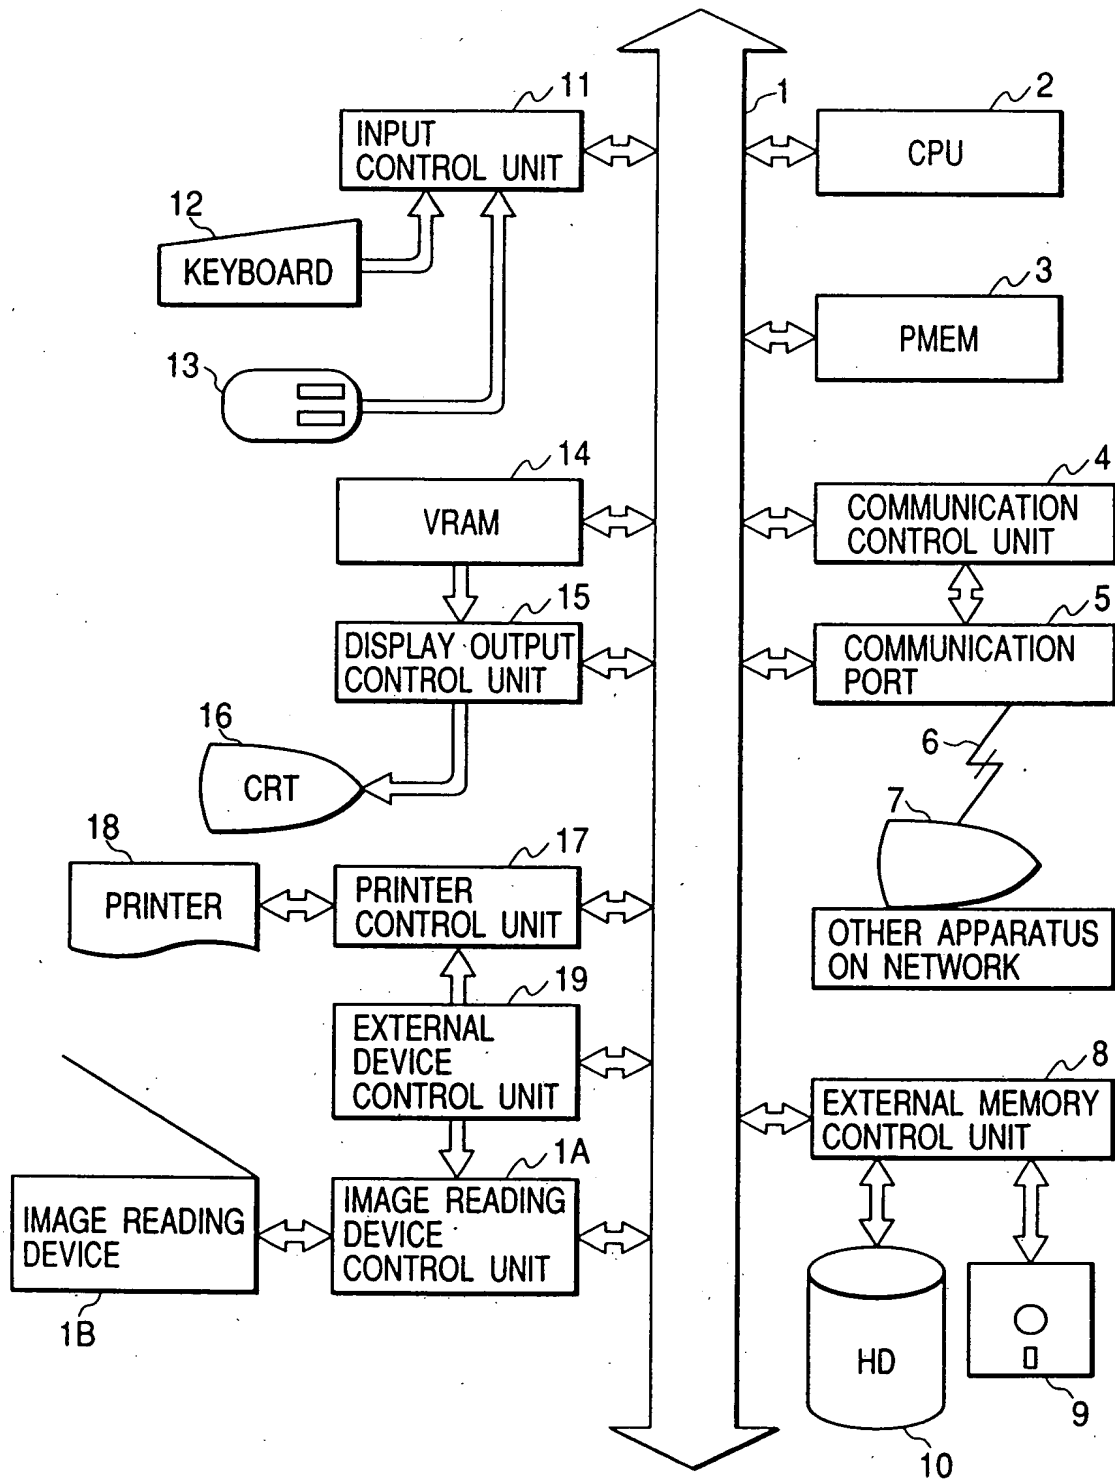 11
INPUT
CONTROL UNIT
1
2
CPU
12
KEYBOARD
3
PMEM
13
14
VRAM
4
COMMUNICATION
CONTROL UNIT
15
DISPLAY OUTPUT
CONTROL UNIT
5
COMMUNICATION
PORT
16
CRT
6
7
18
PRINTER
17
PRINTER
CONTROL UNIT
OTHER APPARATUS
ON NETWORK
19
EXTERNAL
DEVICE
CONTROL UNIT
8
EXTERNAL MEMORY
CONTROL UNIT
1A
IMAGE READING
DEVICE
CONTROL UNIT
IMAGE READING
DEVICE
1B
HD
10
9